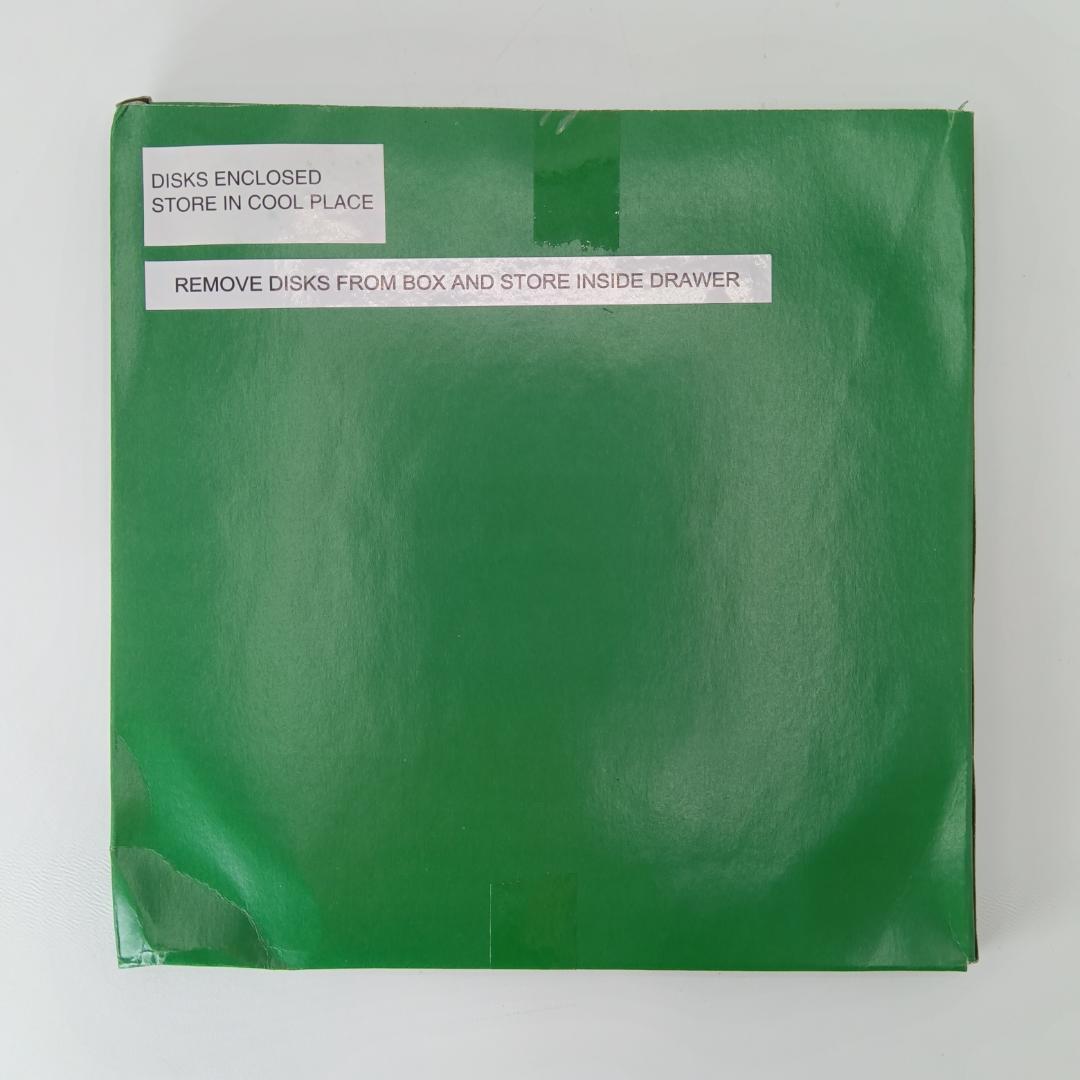 DISKS ENCLOSED
STORE IN COOL PLACE
REMOVE DISKS FROM BOX AND STORE INSIDE DRAWER